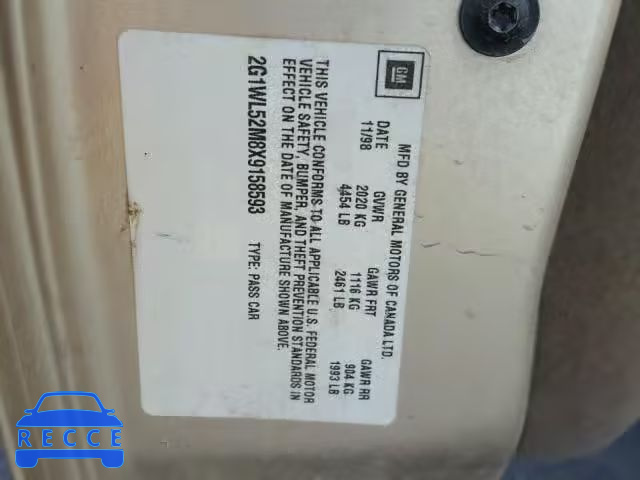 GM
MFD BY GENERAL MOTORS OF CANADA LTD.
DATE GVWR GAWR FRT GAWR RR
11/98 2020 KG 1116 KG 904 KG
4454 LB 2461 LB 1993 LB
THIS VEHICLE CONFORMS TO ALL APPLICABLE U.S. FEDERAL MOTOR
VEHICLE SAFETY, BUMPER, AND THEFT PREVENTION STANDARDS IN
EFFECT ON THE DATE OF MANUFACTURE SHOWN ABOVE.
2G1WL52M8X9158593 TYPE: PASS CAR
RECCE